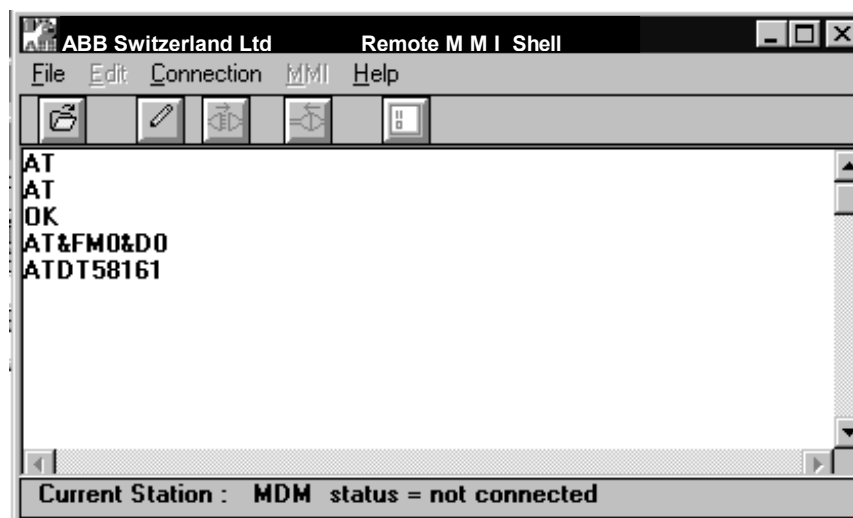 ABB Switzerland Ltd Remote M M I Shell
File Edit Connection MMI Help
AT
AT
OK
AT&FM0&D0
ATDT58161
Current Station : MDM status = not connected